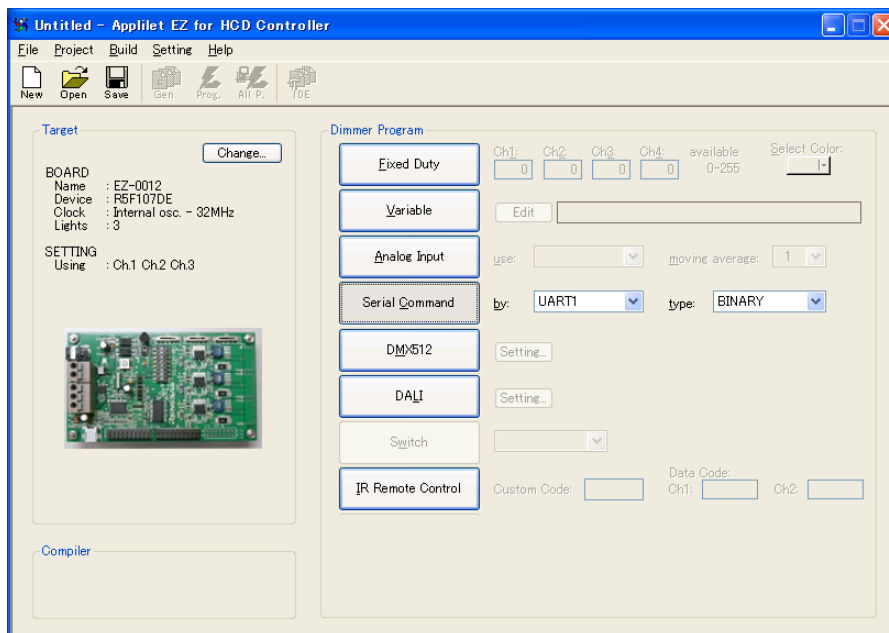 Untitled - Applilet EZ for HCD Controller
File Project Build Setting Help
New Open Save Gen. Prog. All P. IDE
Target
Change...
BOARD
Name : EZ-0012
Device : R5F107DE
Clock : Internal osc. - 32MHz
Lights : 3
SETTING
Using : Ch.1 Ch.2 Ch.3
Compiler
Dimmer Program
Fixed Duty Ch1: 0 Ch2: 0 Ch3: 0 Ch4: 0 available 0-255 Select Color:
Variable Edit
Analog Input use: moving average: 1
Serial Command by: UART1 type: BINARY
DMX512 Setting...
DALI Setting...
Switch
IR Remote Control Custom Code: Data Code: Ch1: Ch2: